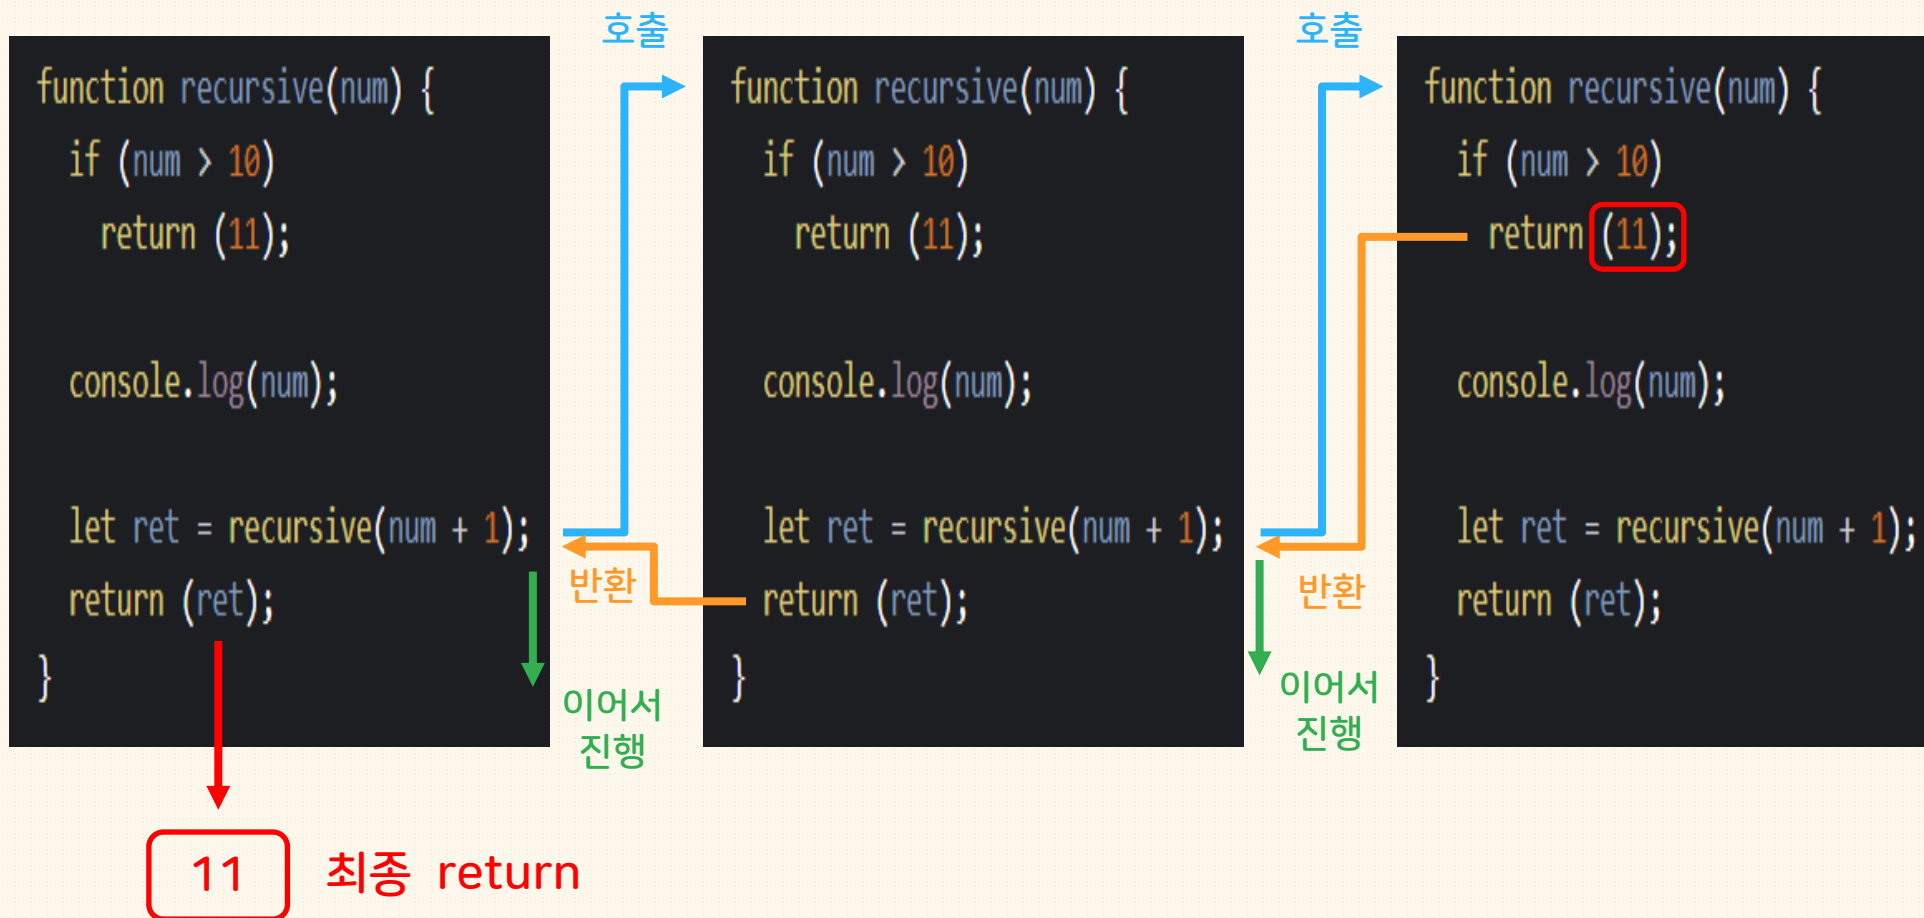 호출
호출
function recursive(num) {
if (num > 10)
return (11);
console.log(num);
let ret = recursive(num + 1);
return (ret);
}
function recursive(num) {
if (num > 10)
return (11);
console.log(num);
let ret = recursive(num + 1);
return (ret);
}
function recursive(num) {
if (num > 10)
return (11);
console.log(num);
let ret = recursive(num + 1);
return (ret);
}
반환
반환
이어서
진행
이어서
진행
11 최종 return